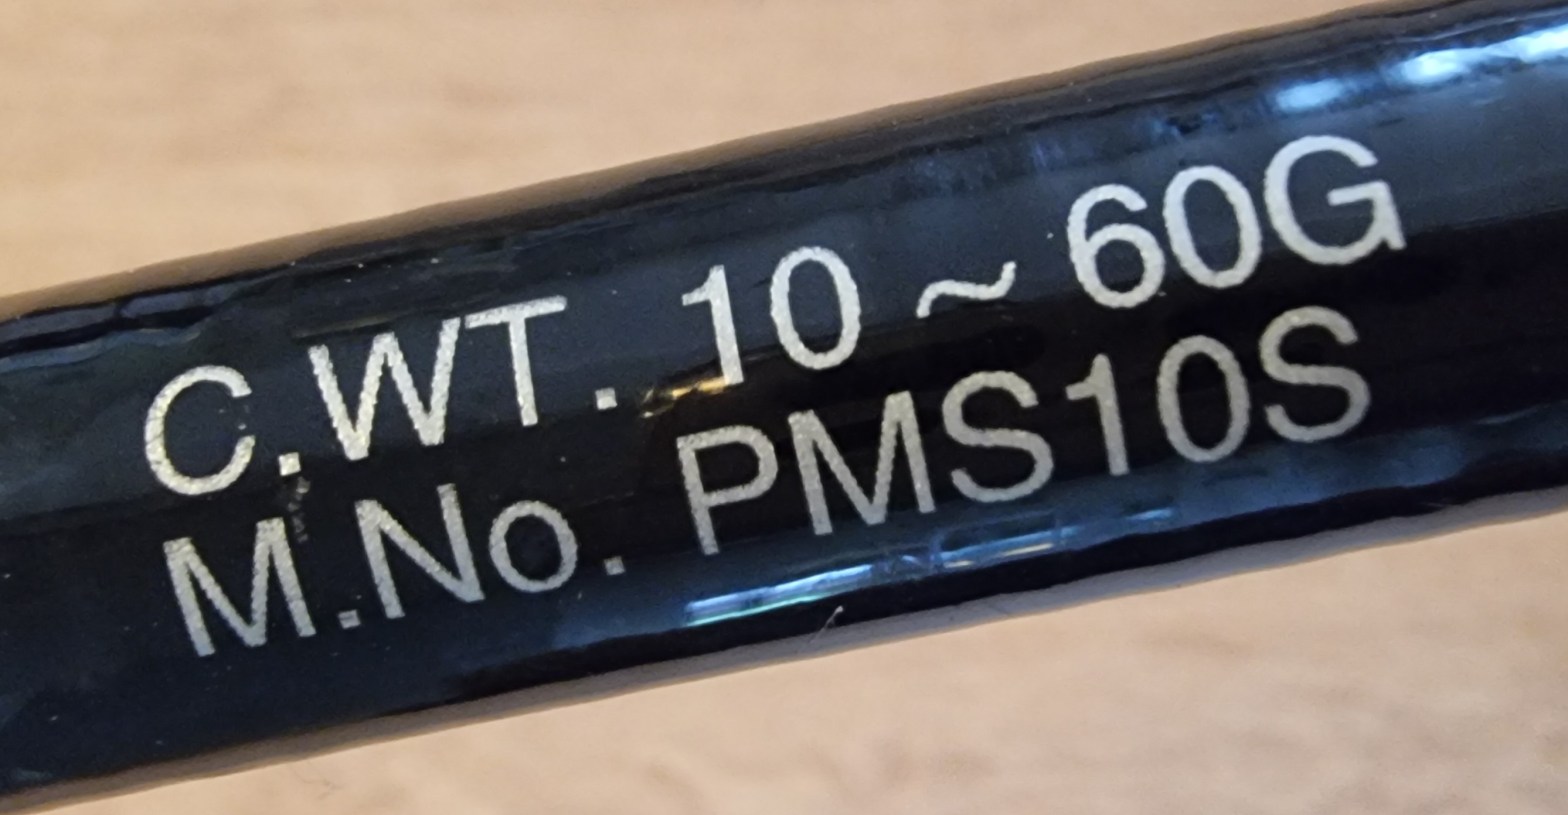 C.WT. 10~60G
M.No. PMS10S